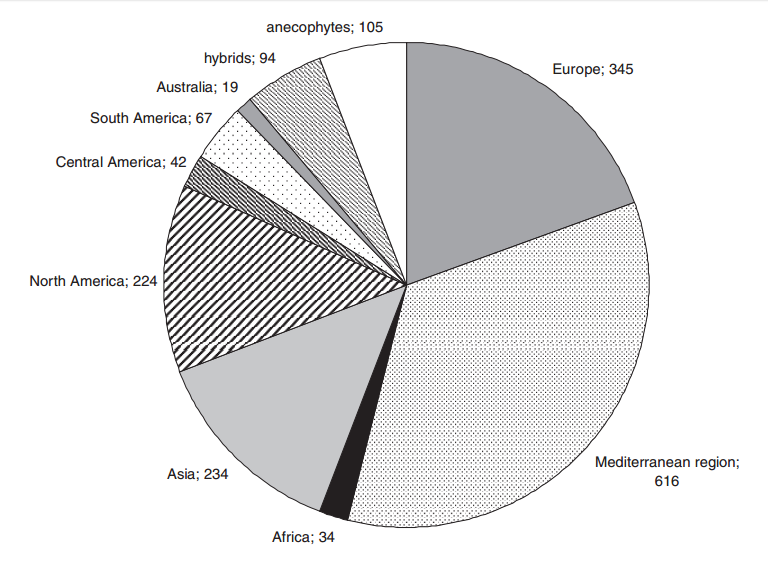 anecophytes; 105
hybrids; 94
Europe; 345
Australia; 19
South America; 67
Central America; 42
North America; 224
Mediterranean region;
616
Asia; 234
Africa; 34